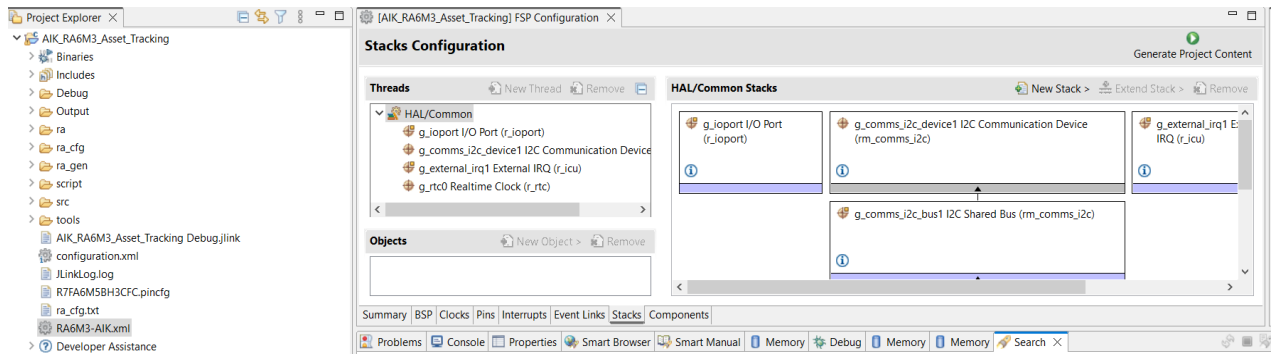 Project Explorer
AIK_RA6M3_Asset_Tracking
Binaries
Includes
Debug
Output
ra
ra_cfg
ra_gen
script
src
tools
AIK_RA6M3_Asset_Tracking Debug.jlink
configuration.xml
JLinkLog.log
R7FA6M5BH3CFC.pincfg
ra_cfg.txt
RA6M3-AIK.xml
Developer Assistance
[AIK_RA6M3_Asset_Tracking] FSP Configuration
Stacks Configuration
Generate Project Content
Threads
New Thread
Remove
HAL/Common
g_ioport I/O Port (r_ioport)
g_comms_i2c_device1 I2C Communication Device
g_external_irq1 External IRQ (r_icu)
g_rtc0 Realtime Clock (r_rtc)
Objects
New Object >
Remove
HAL/Common Stacks
New Stack >
Extend Stack >
Remove
g_ioport I/O Port
(r_ioport)
g_comms_i2c_device1 I2C Communication Device
(rm_comms_i2c)
g_external_irq1 E
IRQ (r_icu)
g_comms_i2c_bus1 I2C Shared Bus (rm_comms_i2c)
Summary BSP Clocks Pins Interrupts Event Links Stacks Components
Problems Console Properties Smart Browser Smart Manual Memory Debug Memory Memory Search